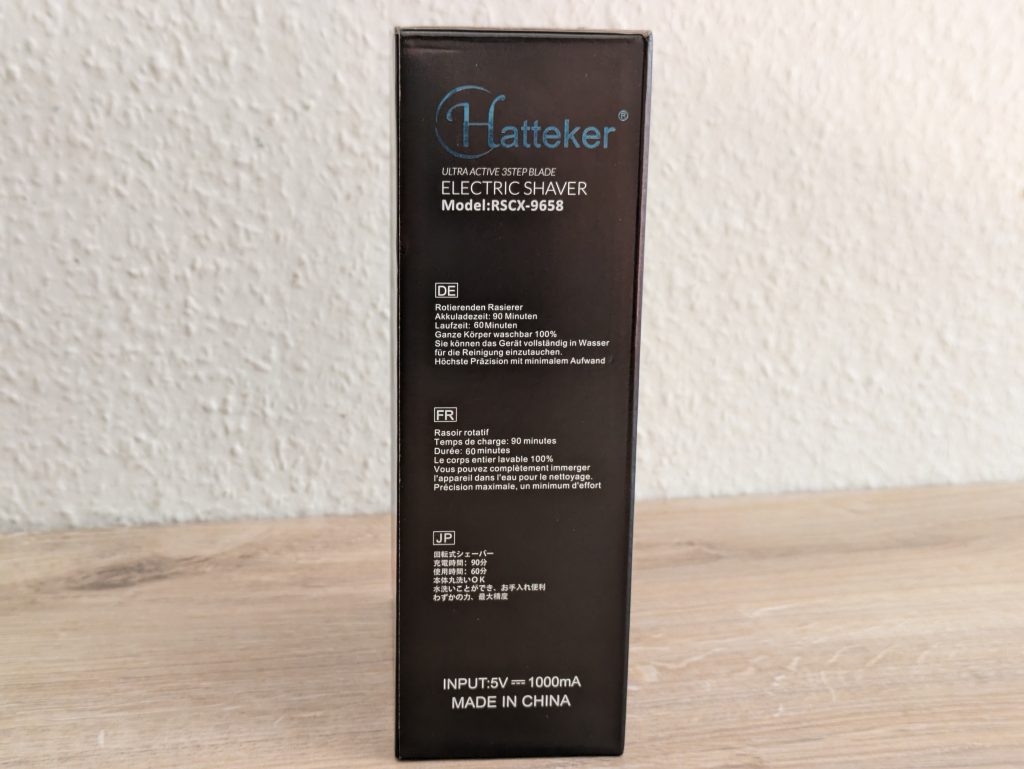 Hatteker®
ULTRA ACTIVE 3STEP BLADE
ELECTRIC SHAVER
Model:RSCX-9658
DE
Rotierenden Rasierer
Akkuladezeit: 90 Minuten
Laufzeit: 60Minuten
Ganze Körper waschbar 100%
Sie können das Gerät vollständig in Wasser
für die Reinigung einzutauchen.
Höchste Präzision mit minimalem Aufwand
FR
Rasoir rotatif
Temps de charge: 90 minutes
Durée: 60 minutes
Le corps entier lavable 100%
Vous pouvez complètement immerger
l'appareil dans l'eau pour le nettoyage.
Précision maximale, un minimum d'effort
JP
回転式シェーバー
充電時間：90分
使用時間：60分
本体丸洗いOK
水洗いことができ、お手入れ便利
わずかの力、最大精度
INPUT:5V ⎓ 1000mA
MADE IN CHINA